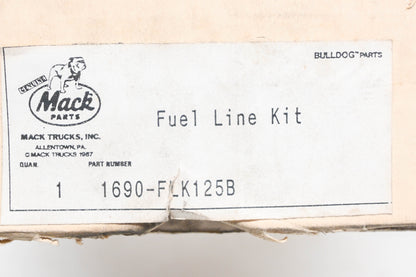 BULLDOG™ PARTS
GENUINE
Mack
PARTS
Fuel Line Kit
MACK TRUCKS, INC.
ALLENTOWN, PA.
© MACK TRUCKS 1987
QUAN. PART NUMBER
1 1690-FLK125B